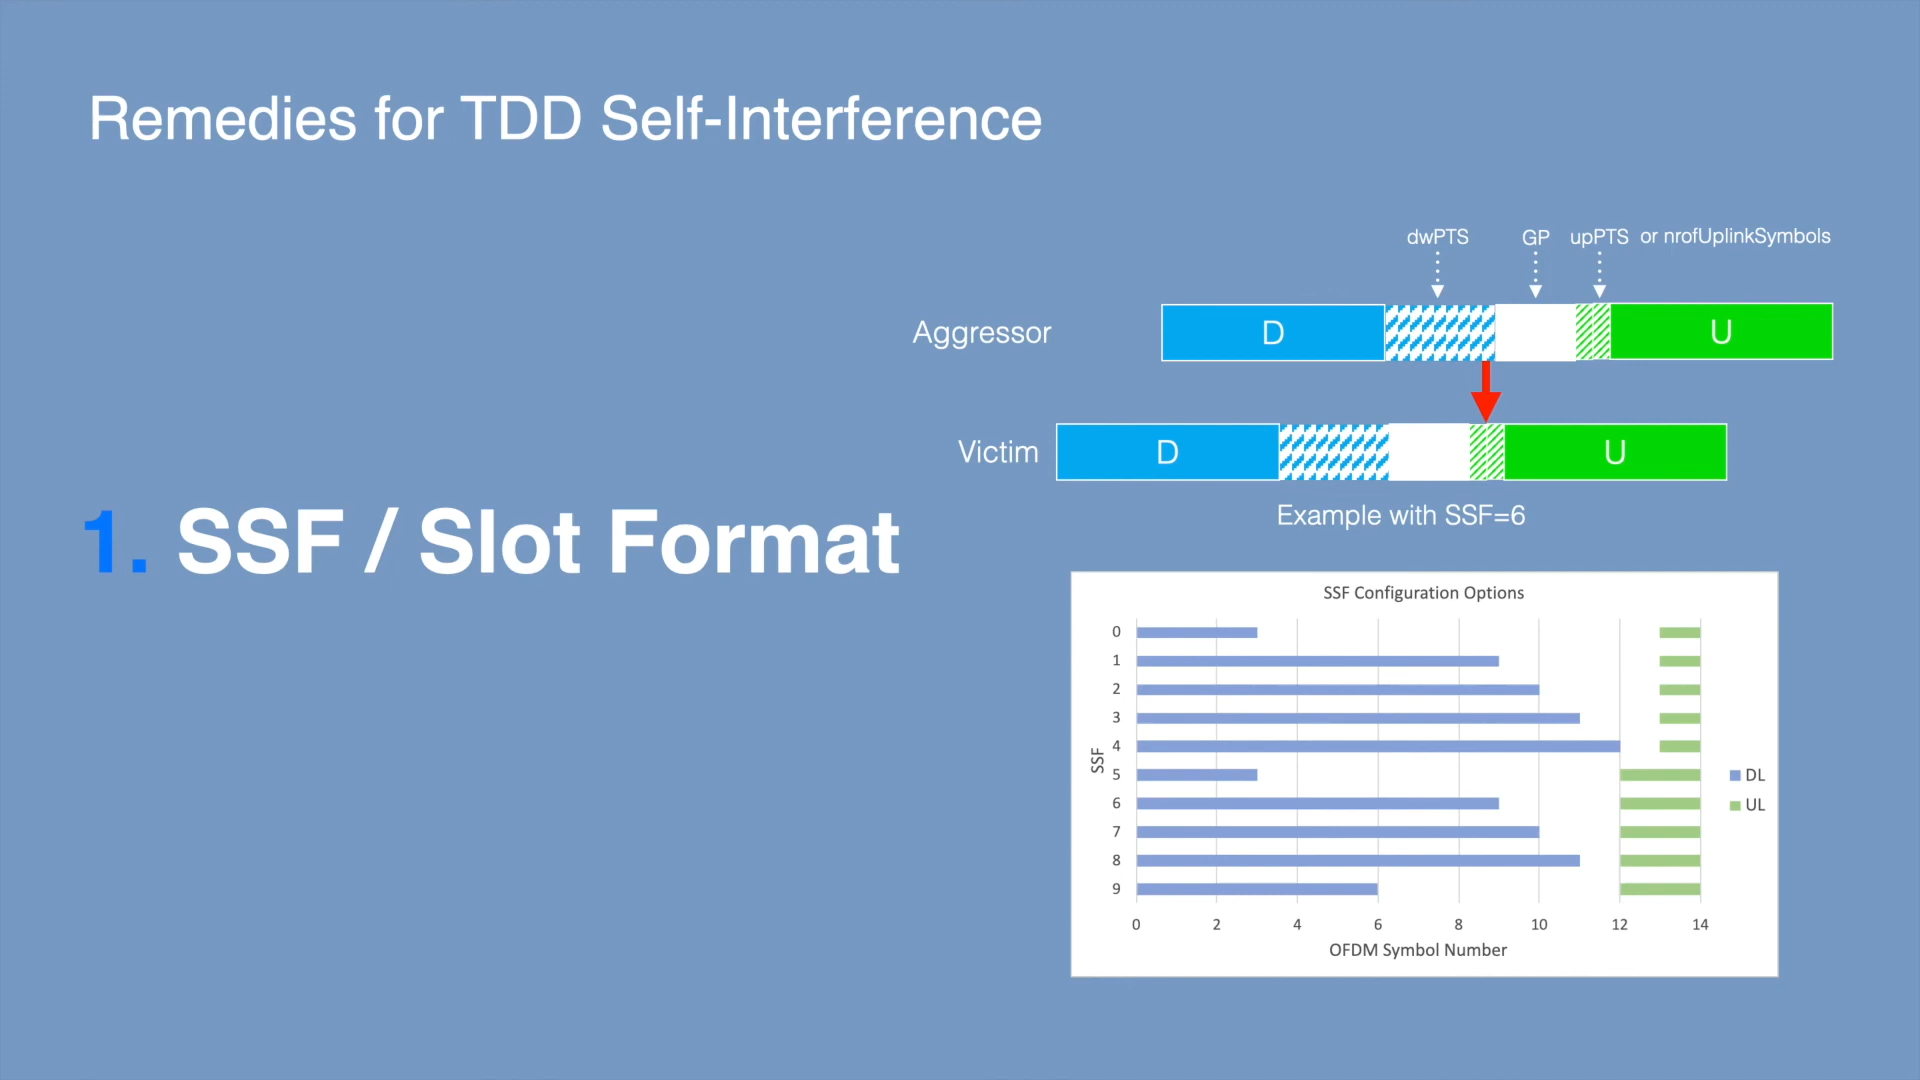 Remedies for TDD Self-Interference
dwPTS GP upPTS or nrofUplinkSymbols
Aggressor D U
Victim D U
Example with SSF=6
1. SSF / Slot Format
SSF Configuration Options
0
1
2
3
4
5
6
7
8
9
SSF
DL
UL
0 2 4 6 8 10 12 14
OFDM Symbol Number